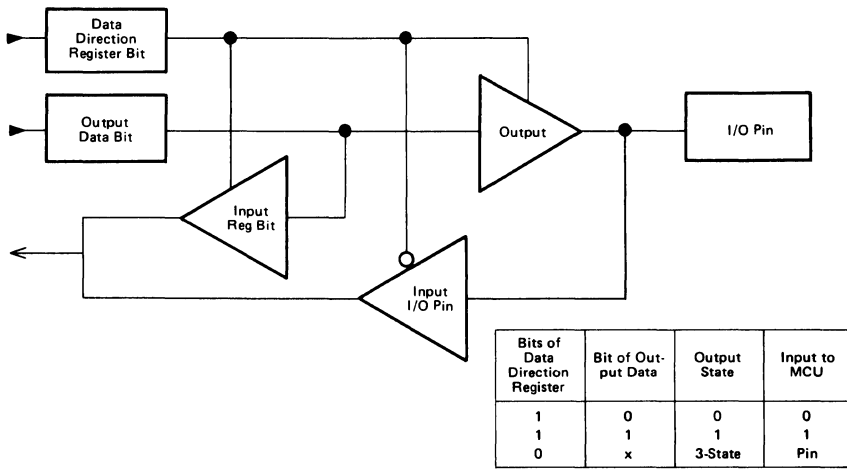 Data
Direction
Register Bit
Output
Data Bit
Output
I/O Pin
Input
Reg Bit
Input
I/O Pin
Bits of
Data
Direction
Register
Bit of Out-
put Data
Output
State
Input to
MCU
1 0 0 0
1 1 1 1
0 x 3-State Pin